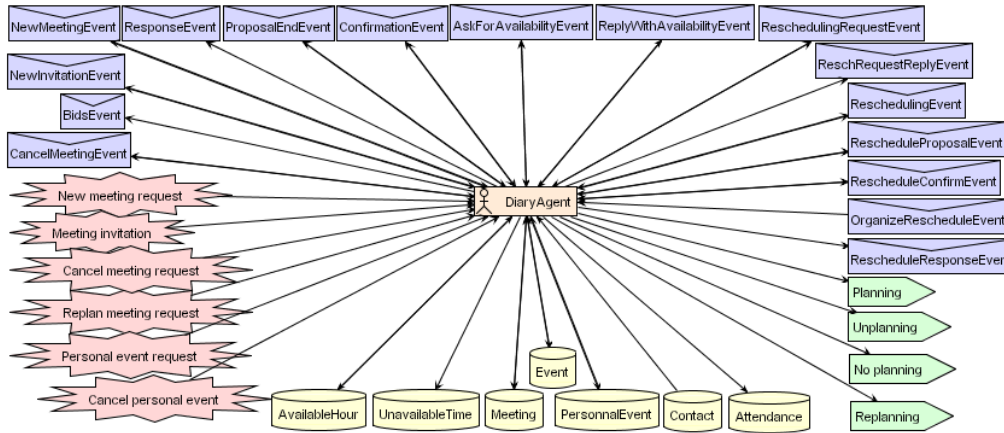 NewMeetingEvent
ResponseEvent
ProposalEndEvent
ConfirmationEvent
AskForAvailabilityEvent
ReplyWithAvailabilityEvent
ReschedulingRequestEvent
NewInvitationEvent
ReschRequestReplyEvent
BidsEvent
ReschedulingEvent
CancelMeetingEvent
RescheduleProposalEvent
New meeting request
RescheduleConfirmEvent
DiaryAgent
Meeting invitation
OrganizeRescheduleEvent
Cancel meeting request
RescheduleResponseEvent
Replan meeting request
Planning
Unplanning
Personal event request
No planning
Event
Cancel personal event
AvailableHour
UnavailableTime
Meeting
PersonnalEvent
Contact
Attendance
Replanning